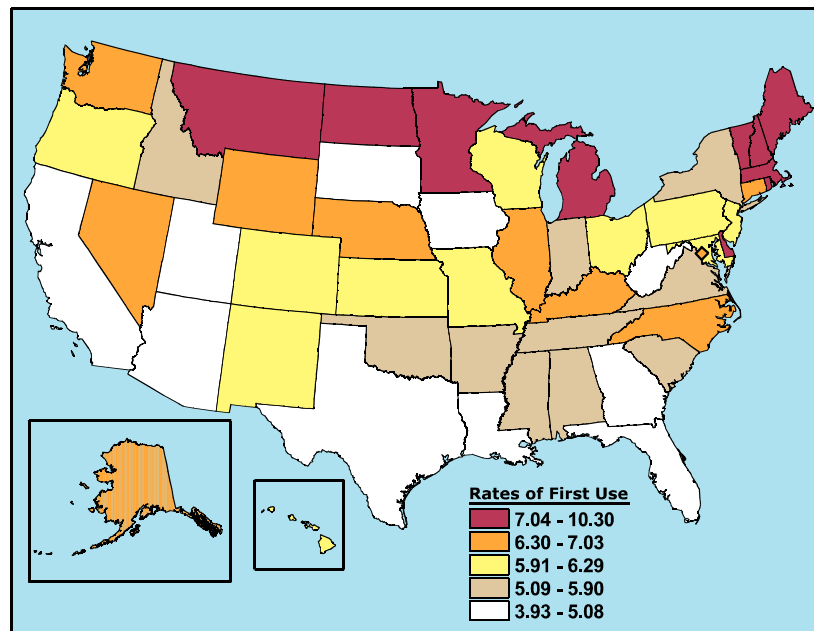 Rates of First Use
7.04 - 10.30
6.30 - 7.03
5.91 - 6.29
5.09 - 5.90
3.93 - 5.08